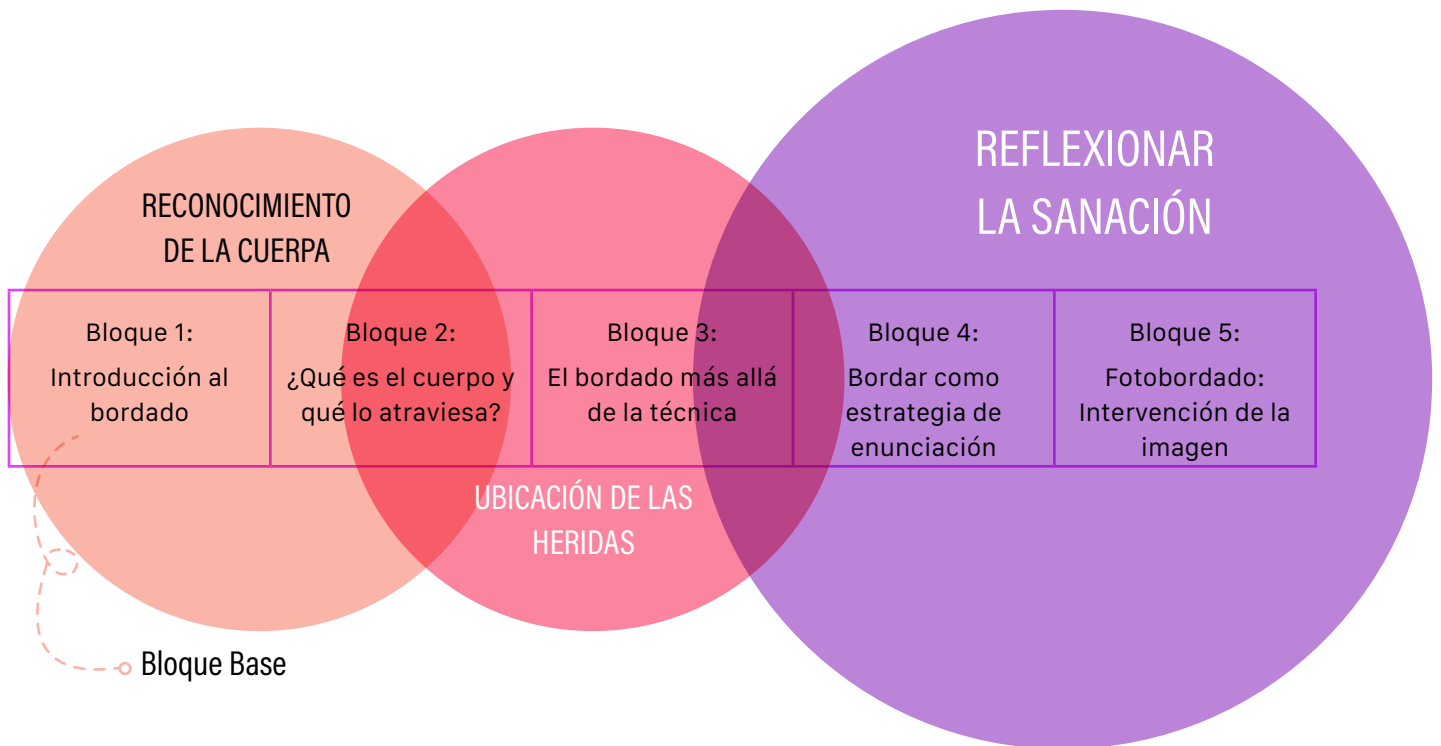 REFLEXIONAR
LA SANACIÓN
RECONOCIMIENTO
DE LA CUERPA
Bloque 1:
Introducción al
bordado
Bloque 2:
¿Qué es el cuerpo y
qué lo atraviesa?
Bloque 3:
El bordado más allá
de la técnica
Bloque 4:
Bordar como
estrategia de
enunciación
Bloque 5:
Fotobordado:
Intervención de la
imagen
UBICACIÓN DE LAS
HERIDAS
Bloque Base